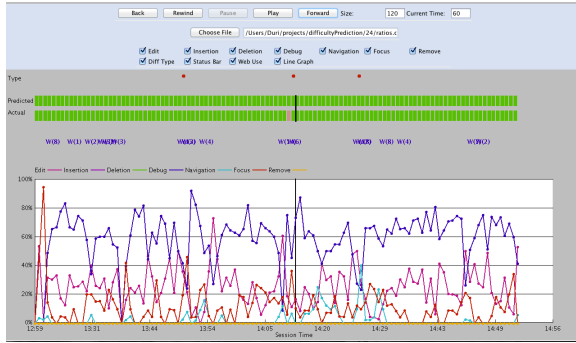 Back Rewind Pause Play Forward Size: 120 Current Time: 60
Choose File /Users/Duri/projects/difficultyPrediction/24/ratios.c
Edit Insertion Deletion Debug Navigation Focus Remove
Diff Type Status Bar Web Use Line Graph
Type
Predicted
Actual
W(8) W(1) W(2) W(3) W(4) W(6) W(8) W(4) W(2)
Edit Insertion Deletion Debug Navigation Focus Remove
100%
80%
60%
40%
20%
0%
12:59 13:31 13:44 13:54 14:05 14:20 14:29 14:43 14:49 14:56
Session Time